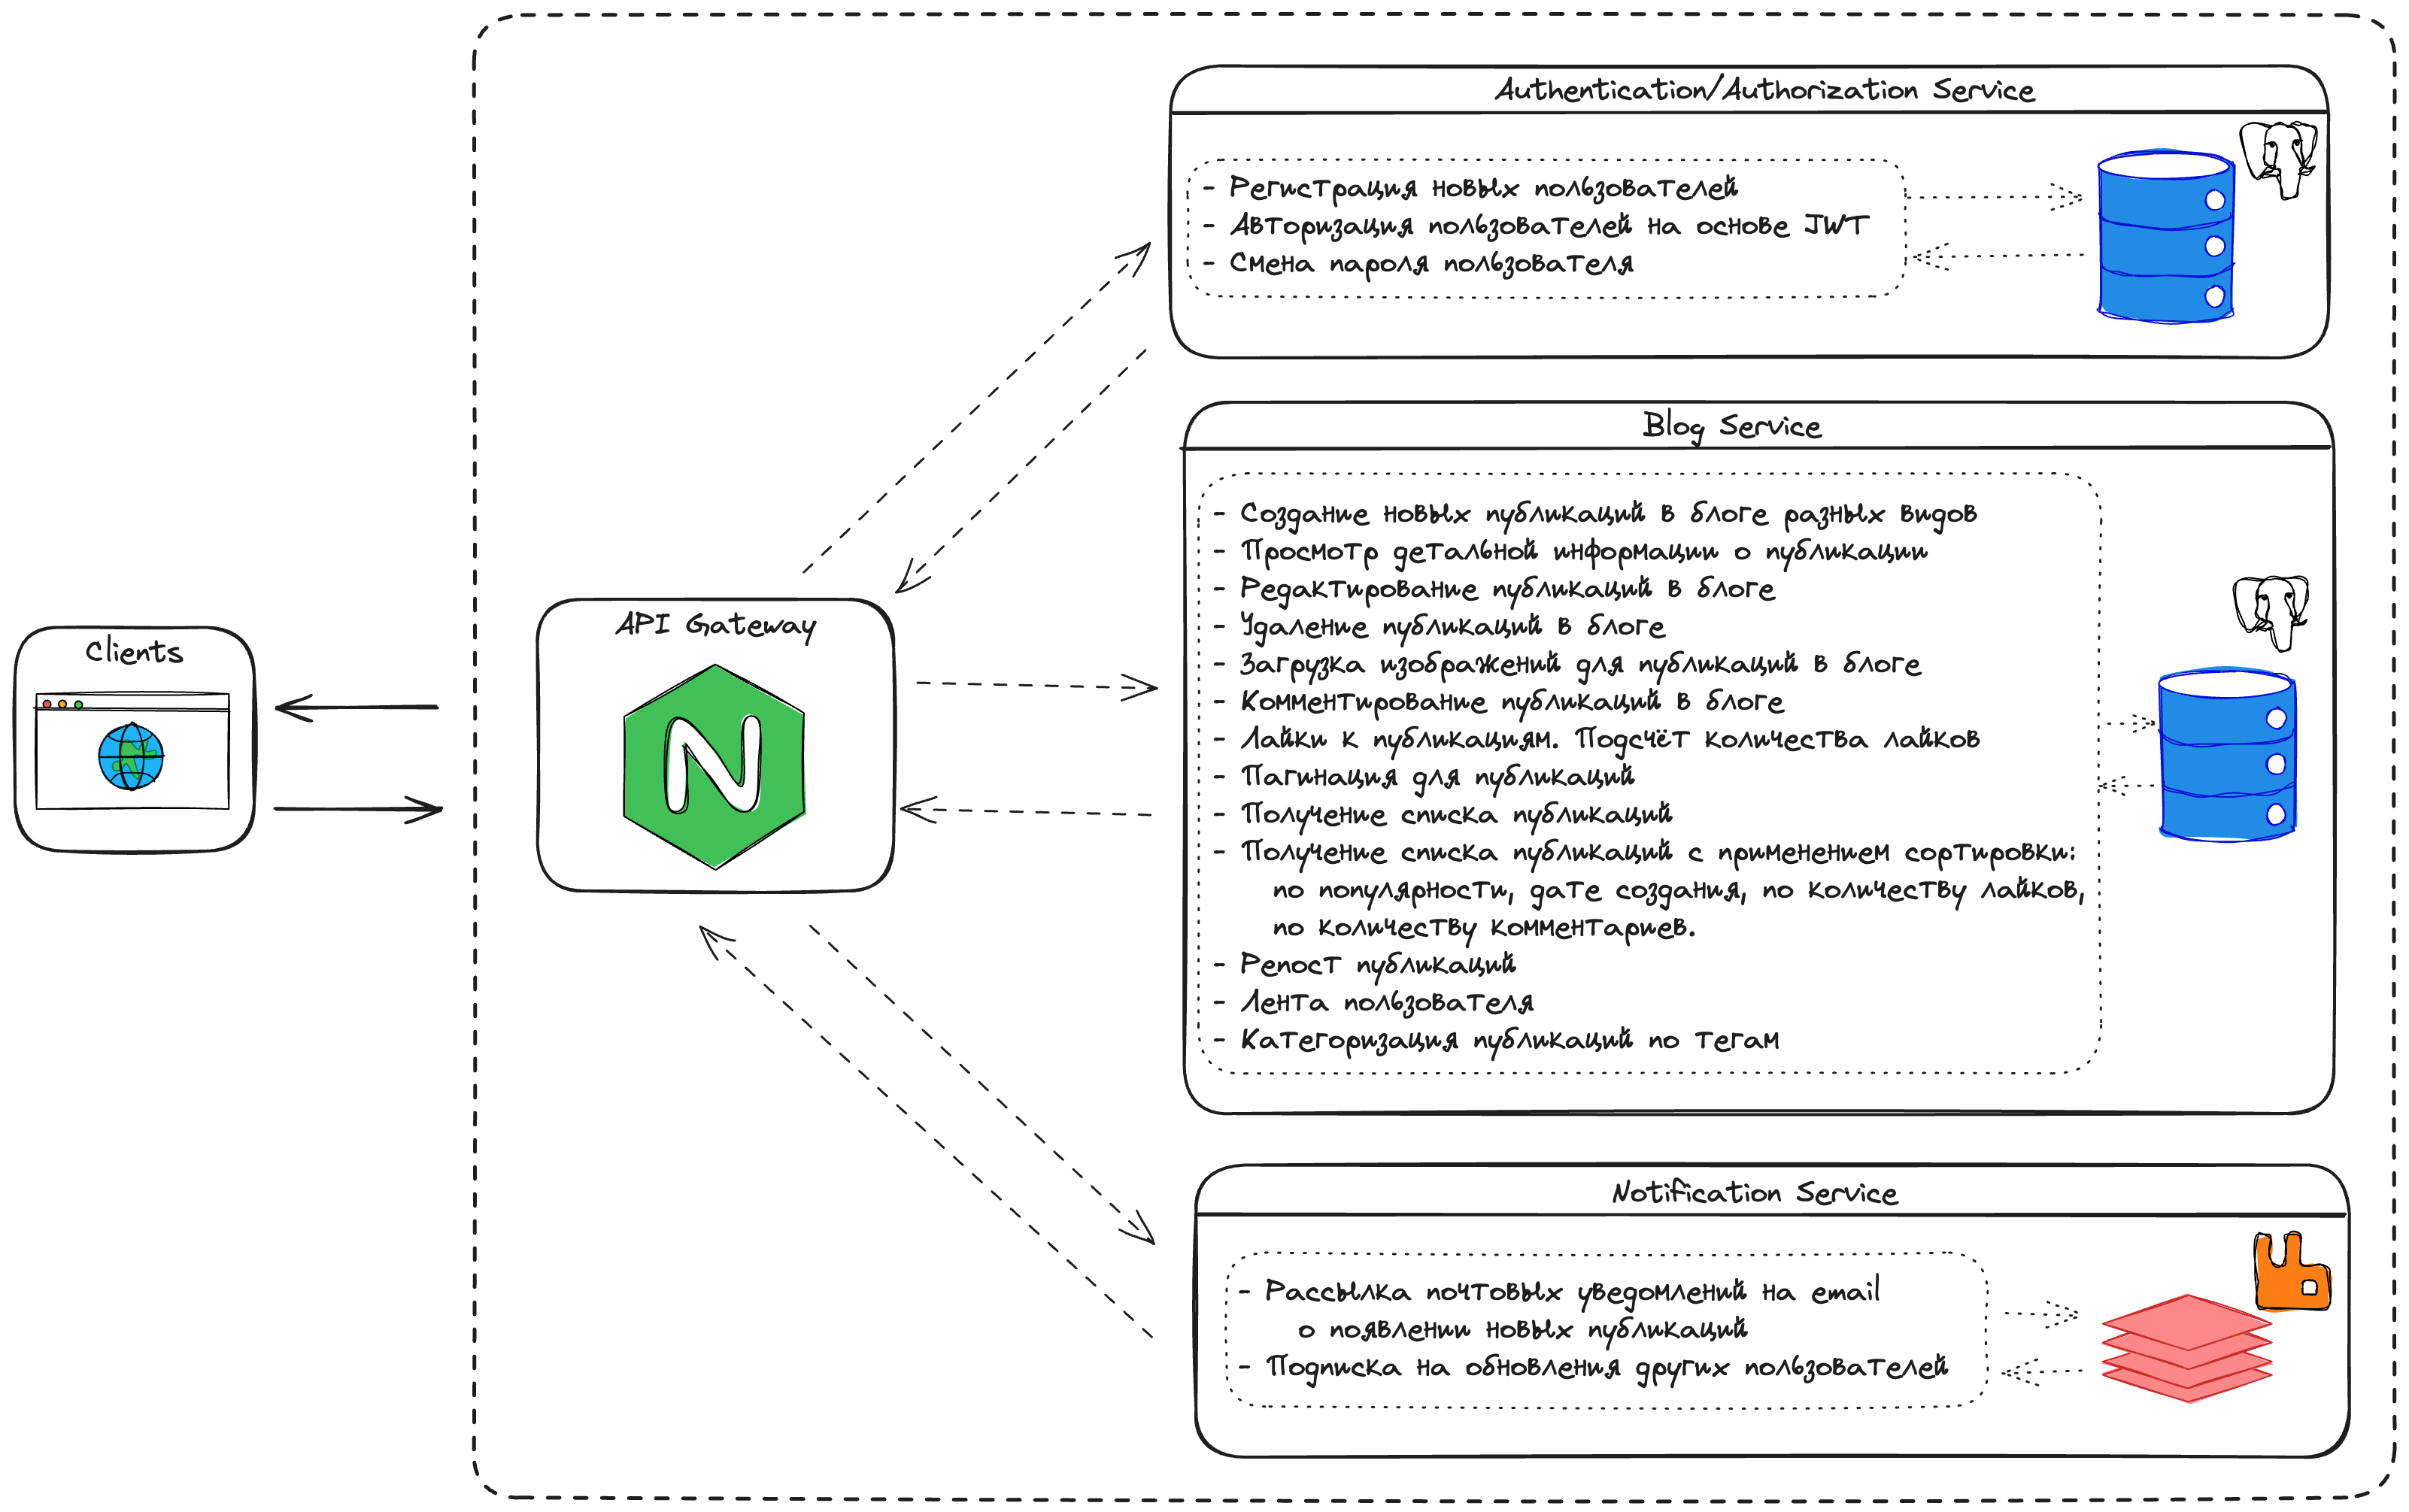 Authentication/Authorization Service
- Регистрация новых пользователей
- Авторизация пользователей на основе JWT
- Смена пароля пользователя
Blog Service
- Создание новых публикаций в блоге разных видов
- Просмотр детальной информации о публикации
- Редактирование публикаций в блоге
- Удаление публикаций в блоге
- Загрузка изображений для публикаций в блоге
- Комментирование публикаций в блоге
- Лайки к публикациям. Подсчёт количества лайков
- Пагинация для публикаций
- Получение списка публикаций
- Получение списка публикаций с применением сортировки:
по популярности, дате создания, по количеству лайков,
по количеству комментариев.
- Репост публикаций
- Лента пользователя
- Категоризация публикаций по тегам
API Gateway
N
Clients
Notification Service
- Рассылка почтовых уведомлений на email
о появлении новых публикаций
- Подписка на обновления других пользователей